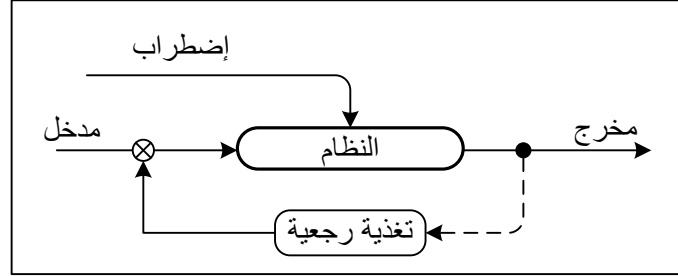 إضطراب
مدخل
النظام
مخرج
تغذية رجعية